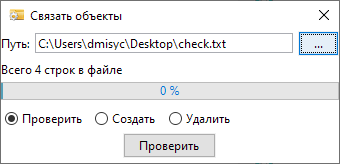 Связать объекты
Путь: C:\Users\dmisyc\Desktop\check.txt ...
Всего 4 строк в файле
0 %
Проверить Создать Удалить
Проверить